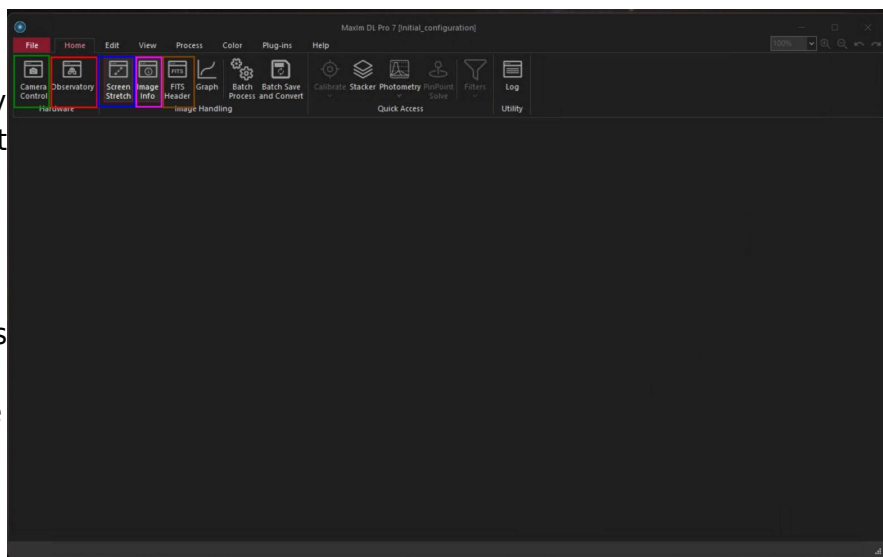 Maxim DL Pro 7 [Initial_configuration]
File Home Edit View Process Color Plug-ins Help
100%
Camera Control
Observatory
Screen Stretch
Image Info
FITS
FITS Header
Graph
Batch Process
Batch Save and Convert
Calibrate
Stacker
Photometry
PinPoint Solve
Filters
Log
Hardware
Image Handling
Quick Access
Utility